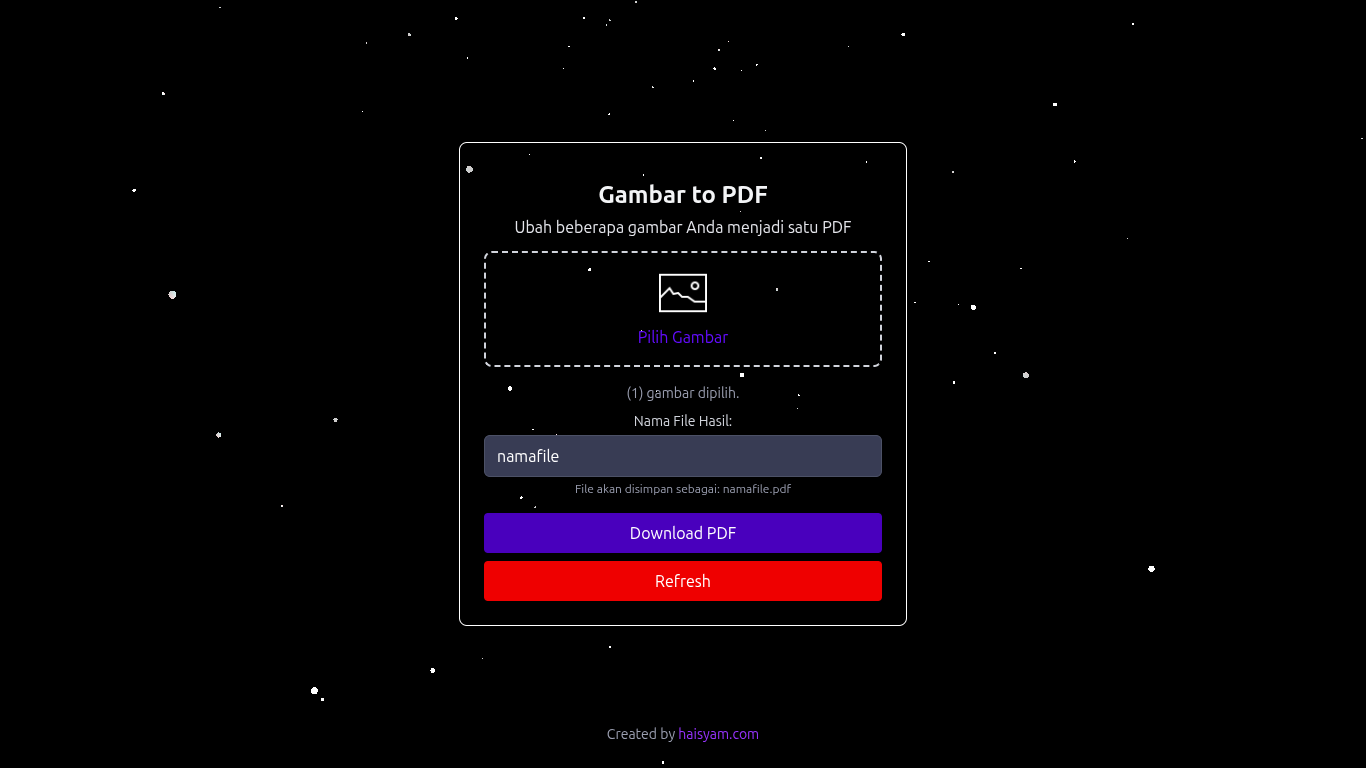 Gambar to PDF
Ubah beberapa gambar Anda menjadi satu PDF
Pilih Gambar
(1) gambar dipilih.
Nama File Hasil:
namafile
File akan disimpan sebagai: namafile.pdf
Download PDF
Refresh
Created by haisyam.com